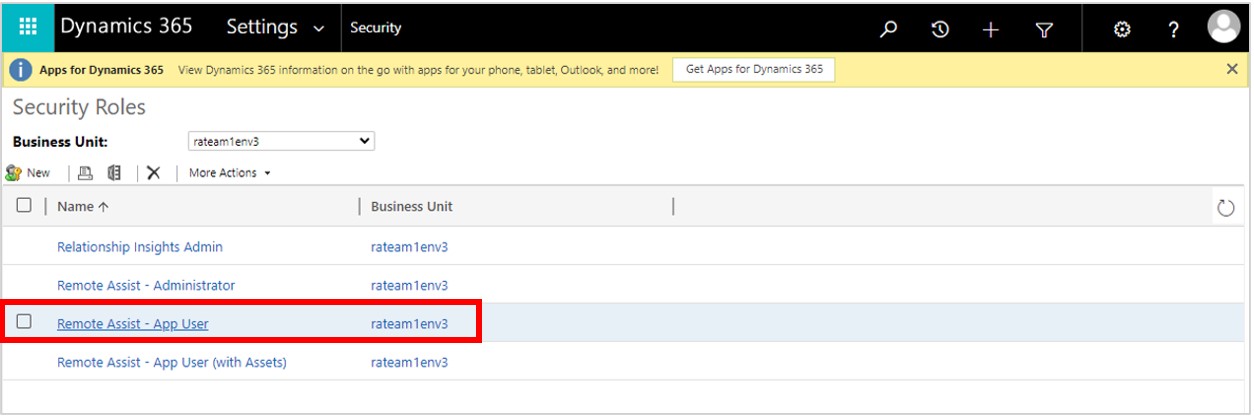 Dynamics 365 Settings Security
Apps for Dynamics 365 View Dynamics 365 information on the go with apps for your phone, tablet, Outlook, and more! Get Apps for Dynamics 365
Security Roles
Business Unit: rateam1env3
New More Actions
Name Business Unit
Relationship Insights Admin rateam1env3
Remote Assist - Administrator rateam1env3
Remote Assist - App User rateam1env3
Remote Assist - App User (with Assets) rateam1env3